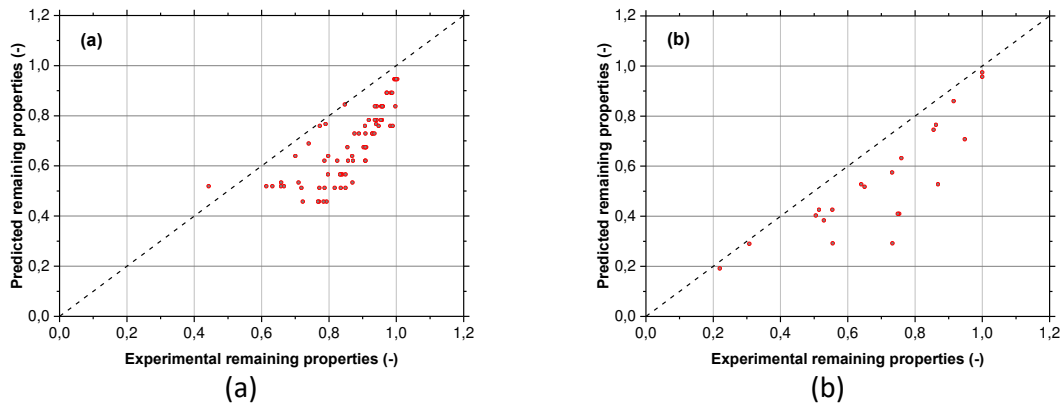 (a)
Predicted remaining properties (-)
1,2
1,0
0,8
0,6
0,4
0,2
0,0
0,0 0,2 0,4 0,6 0,8 1,0 1,2
Experimental remaining properties (-)
(a)
(b)
Predicted remaining properties (-)
1,2
1,0
0,8
0,6
0,4
0,2
0,0
0,0 0,2 0,4 0,6 0,8 1,0 1,2
Experimental remaining properties (-)
(b)